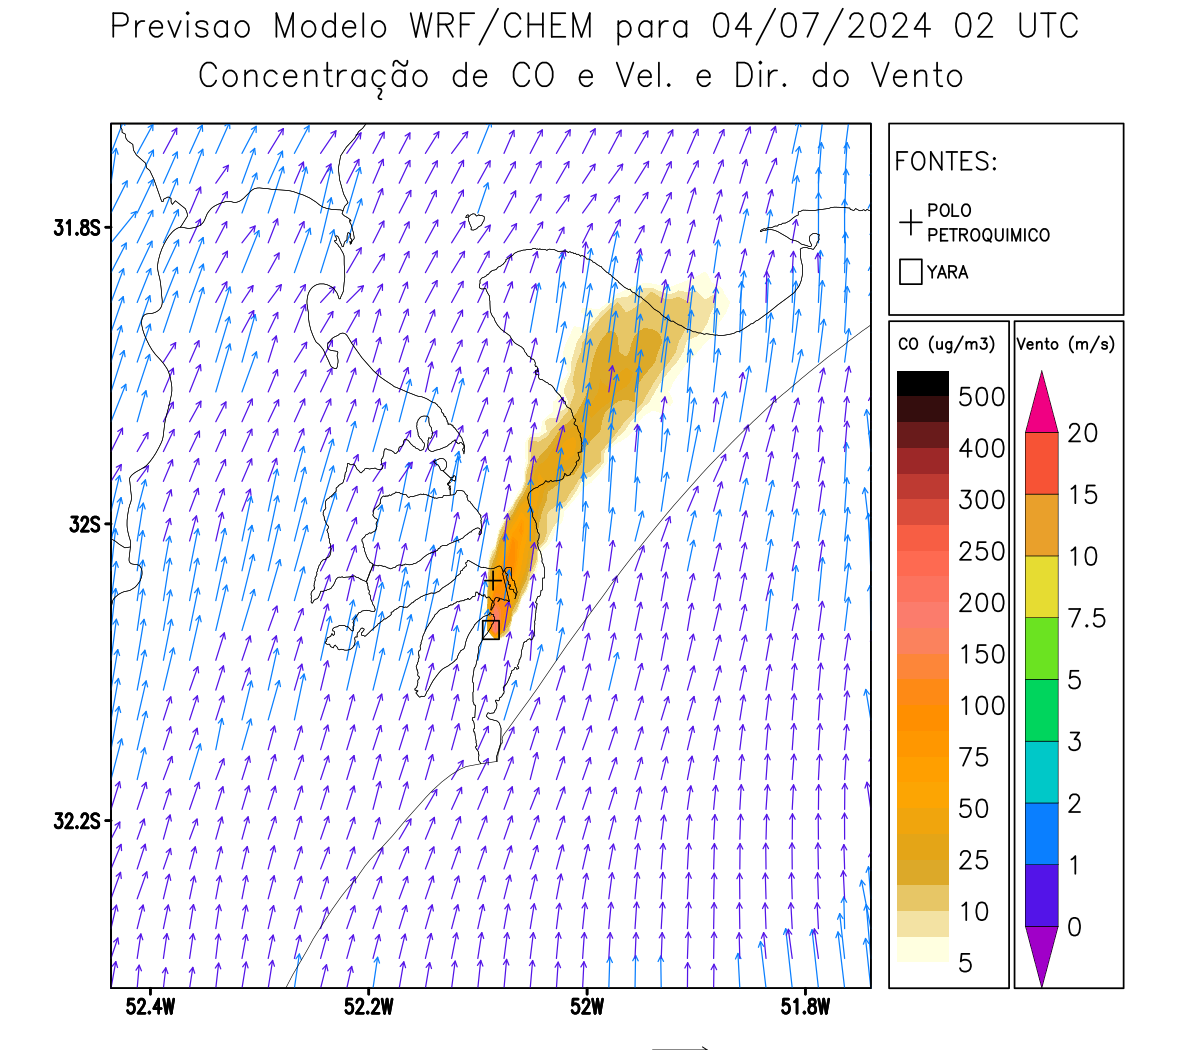 Previsao Modelo WRF/CHEM para 04/07/2024 02 UTC
Concentração de CO e Vel. e Dir. do Vento
FONTES:
POLO
PETROQUIMICO
YARA
CO (ug/m3)
500
400
300
250
200
150
100
75
50
25
10
5
Vento (m/s)
20
15
10
7.5
5
3
2
1
0
31.8S
32S
32.2S
52.4W
52.2W
52W
51.8W